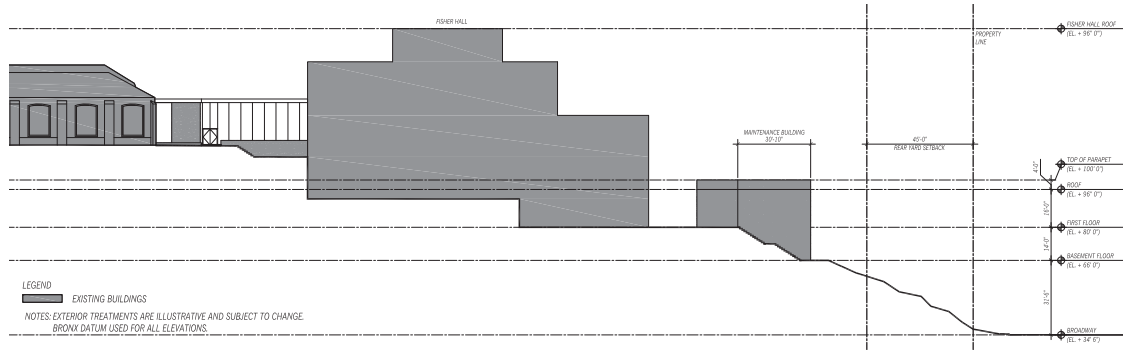 FISHER HALL
FISHER HALL ROOF
(EL. + 96' 0")
PROPERTY
LINE
MAINTENANCE BUILDING
30'-10"
45'-0"
REAR YARD SETBACK
4'-0"
TOP OF PARAPET
(EL. + 100' 0")
ROOF
(EL. + 96' 0")
16'-0"
FIRST FLOOR
(EL. + 80' 0")
14'-0"
BASEMENT FLOOR
(EL. + 66' 0")
31'-6"
BROADWAY
(EL. + 34' 6")
LEGEND
EXISTING BUILDINGS
NOTES: EXTERIOR TREATMENTS ARE ILLUSTRATIVE AND SUBJECT TO CHANGE.
BRONX DATUM USED FOR ALL ELEVATIONS.